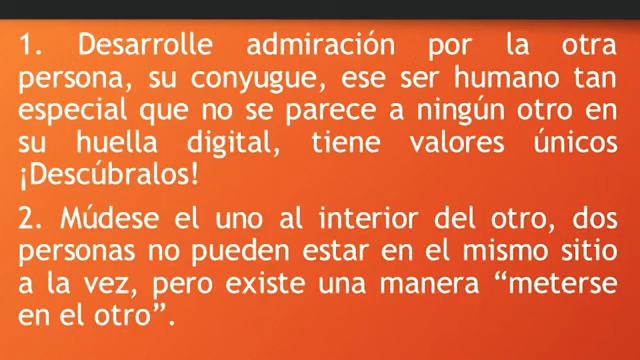 1. Desarrolle admiración por la otra
persona, su conyugue, ese ser humano tan
especial que no se parece a ningún otro en
su huella digital, tiene valores únicos
¡Descúbralos!
2. Múdese el uno al interior del otro, dos
personas no pueden estar en el mismo sitio
a la vez, pero existe una manera “meterse
en el otro”.